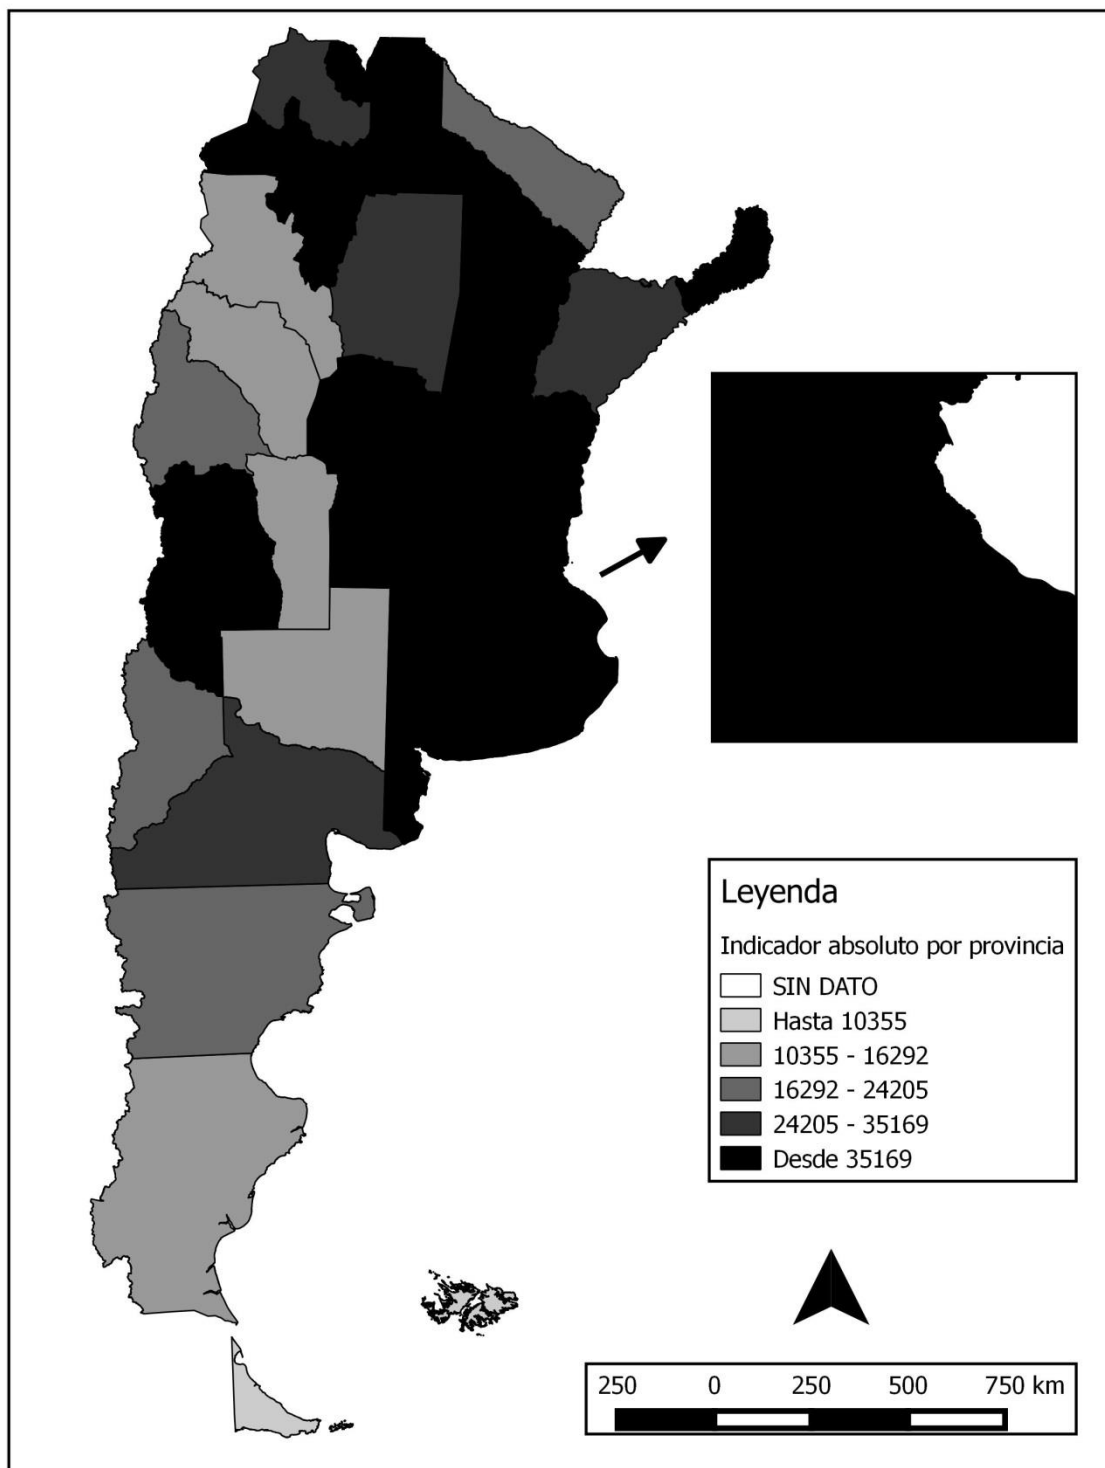 Leyenda
Indicador absoluto por provincia
SIN DATO
Hasta 10355
10355 - 16292
16292 - 24205
24205 - 35169
Desde 35169
250 0 250 500 750 km